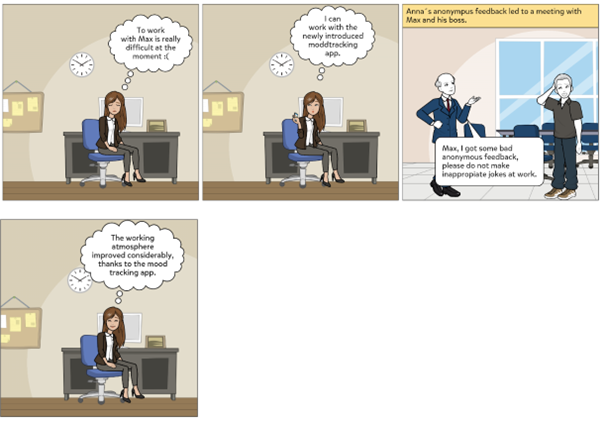 To work
with Max is really
difficult at the
moment :(
I can
work with the
newly introduced
moddtracking
app.
Anna´s anonympus feedback led to a meeting with
Max and his boss.
Max, I got some bad
anonymous feedback,
please do not make
inappropiate jokes at work.
The working
atmosphere
improved considerably,
thanks to the mood
tracking app.